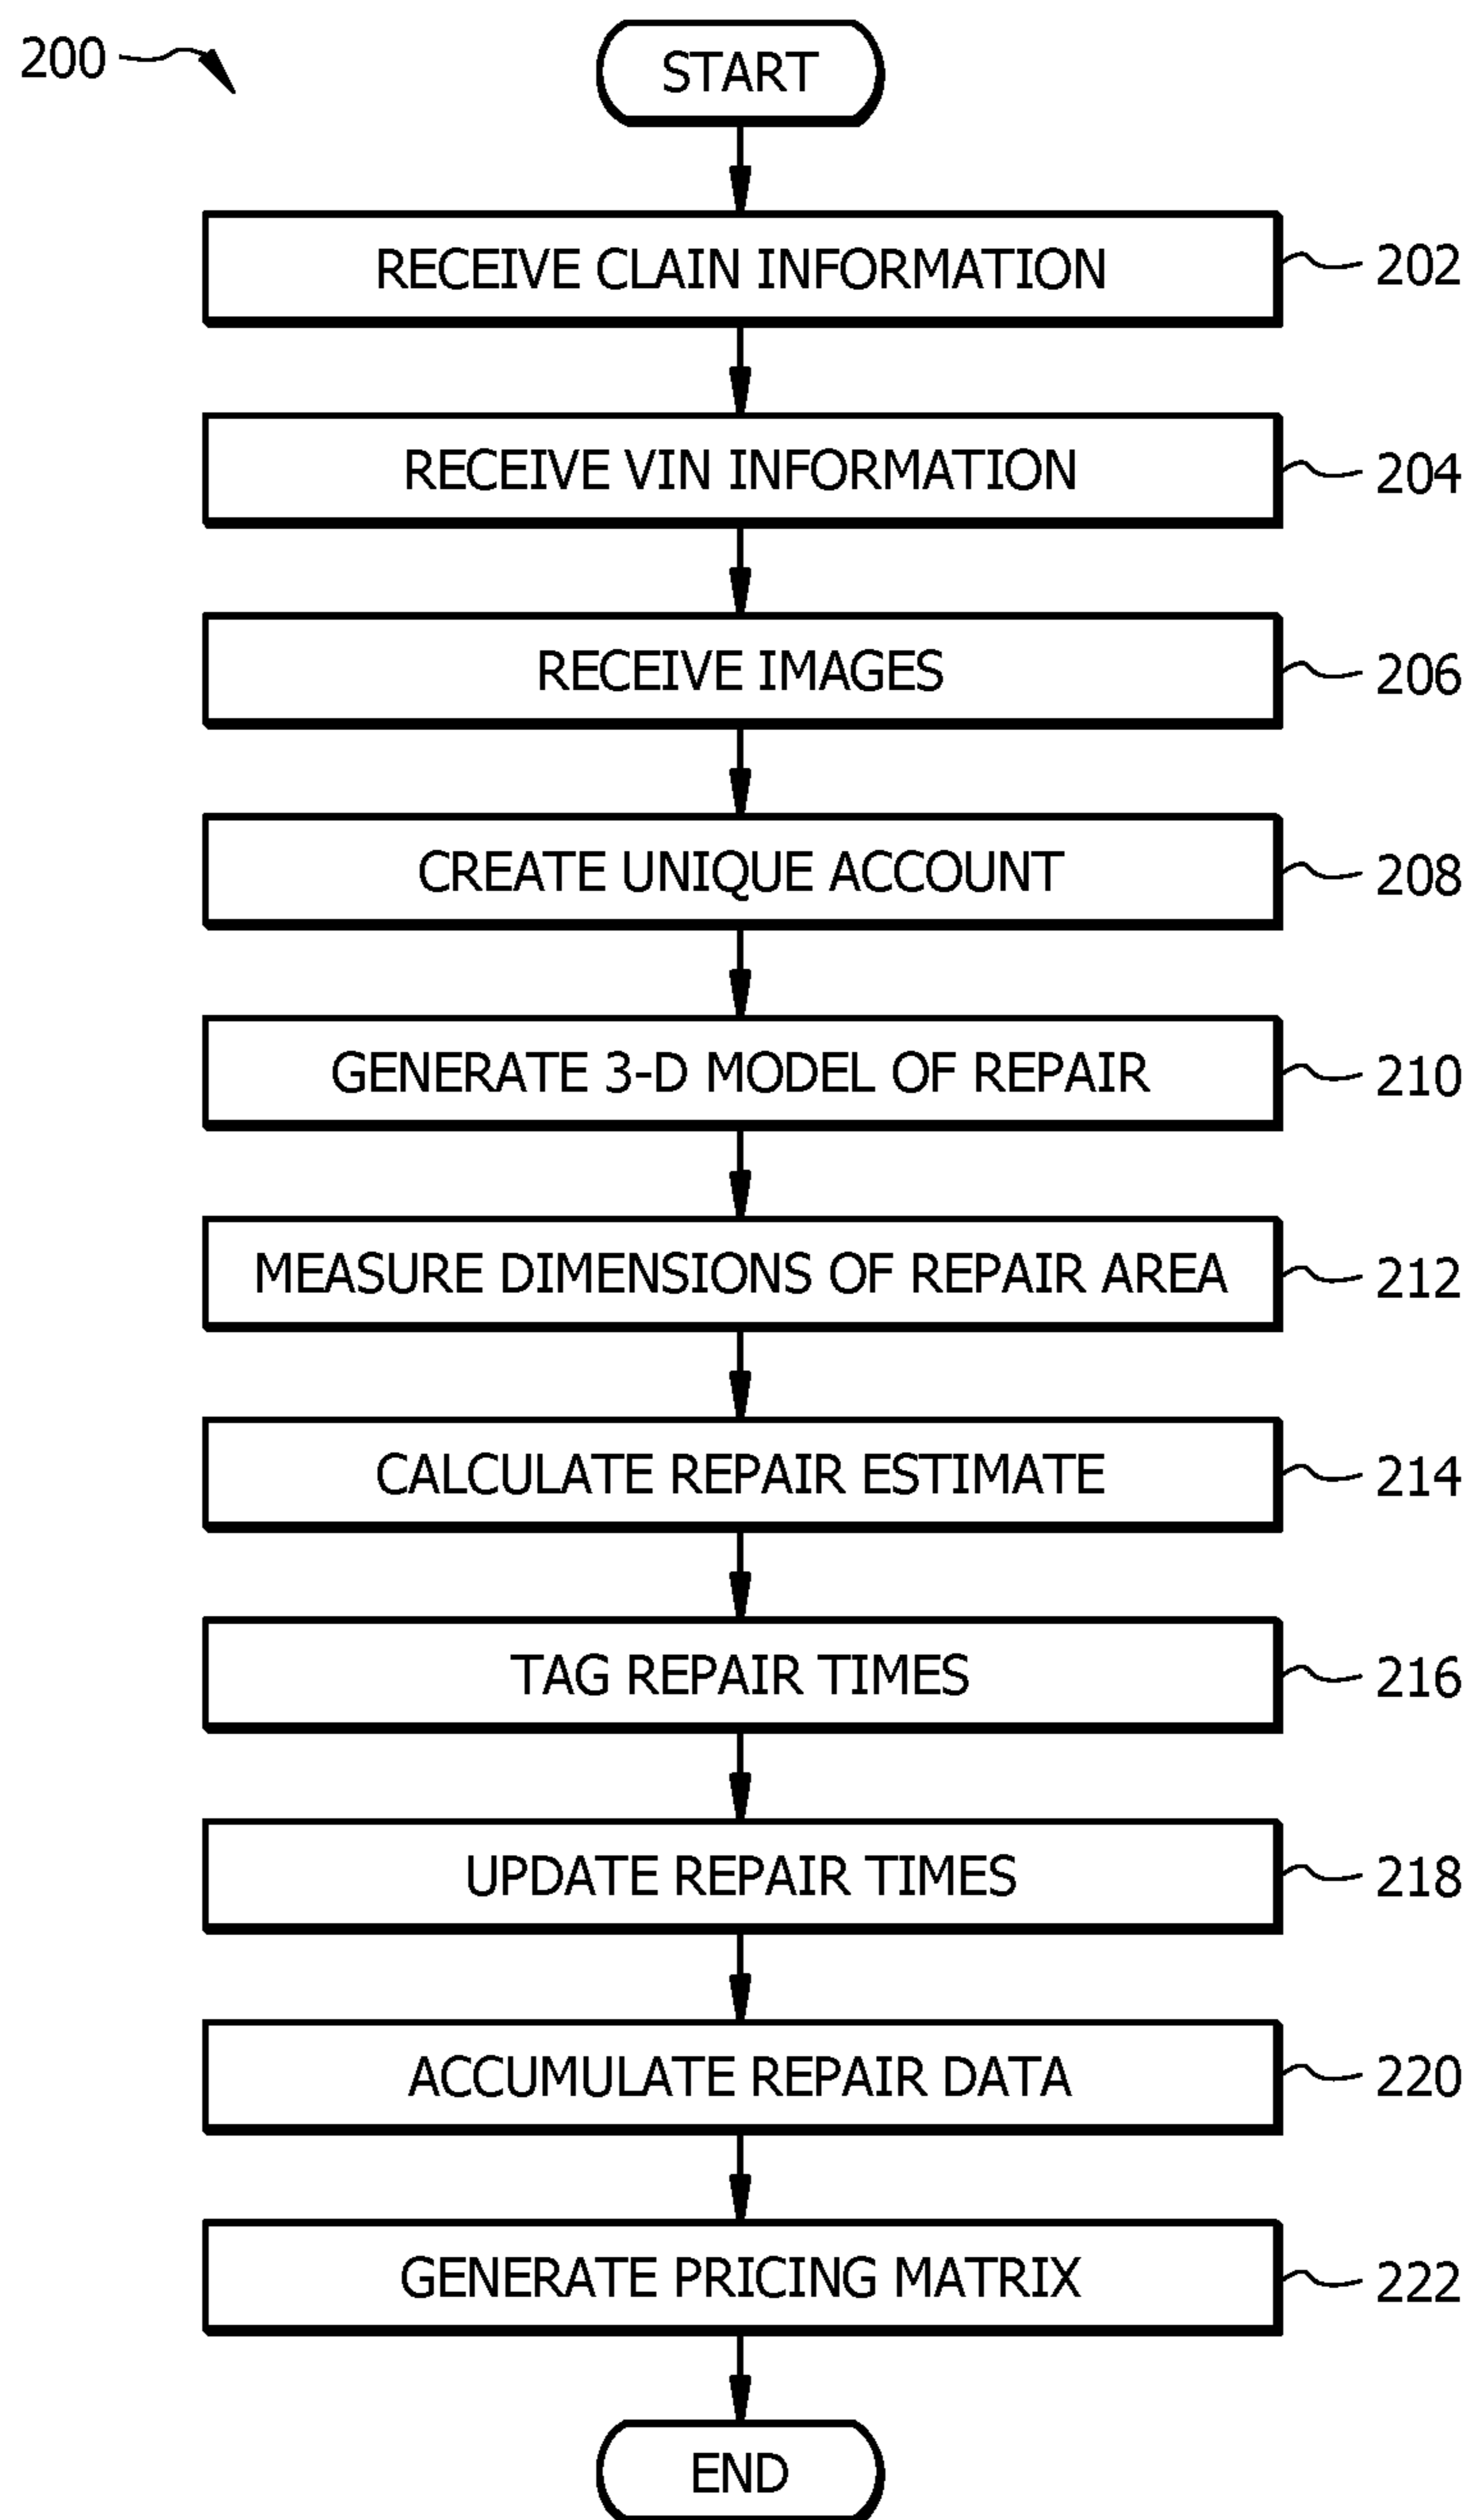 200
START
RECEIVE CLAIN INFORMATION 202
RECEIVE VIN INFORMATION 204
RECEIVE IMAGES 206
CREATE UNIQUE ACCOUNT 208
GENERATE 3-D MODEL OF REPAIR 210
MEASURE DIMENSIONS OF REPAIR AREA 212
CALCULATE REPAIR ESTIMATE 214
TAG REPAIR TIMES 216
UPDATE REPAIR TIMES 218
ACCUMULATE REPAIR DATA 220
GENERATE PRICING MATRIX 222
END